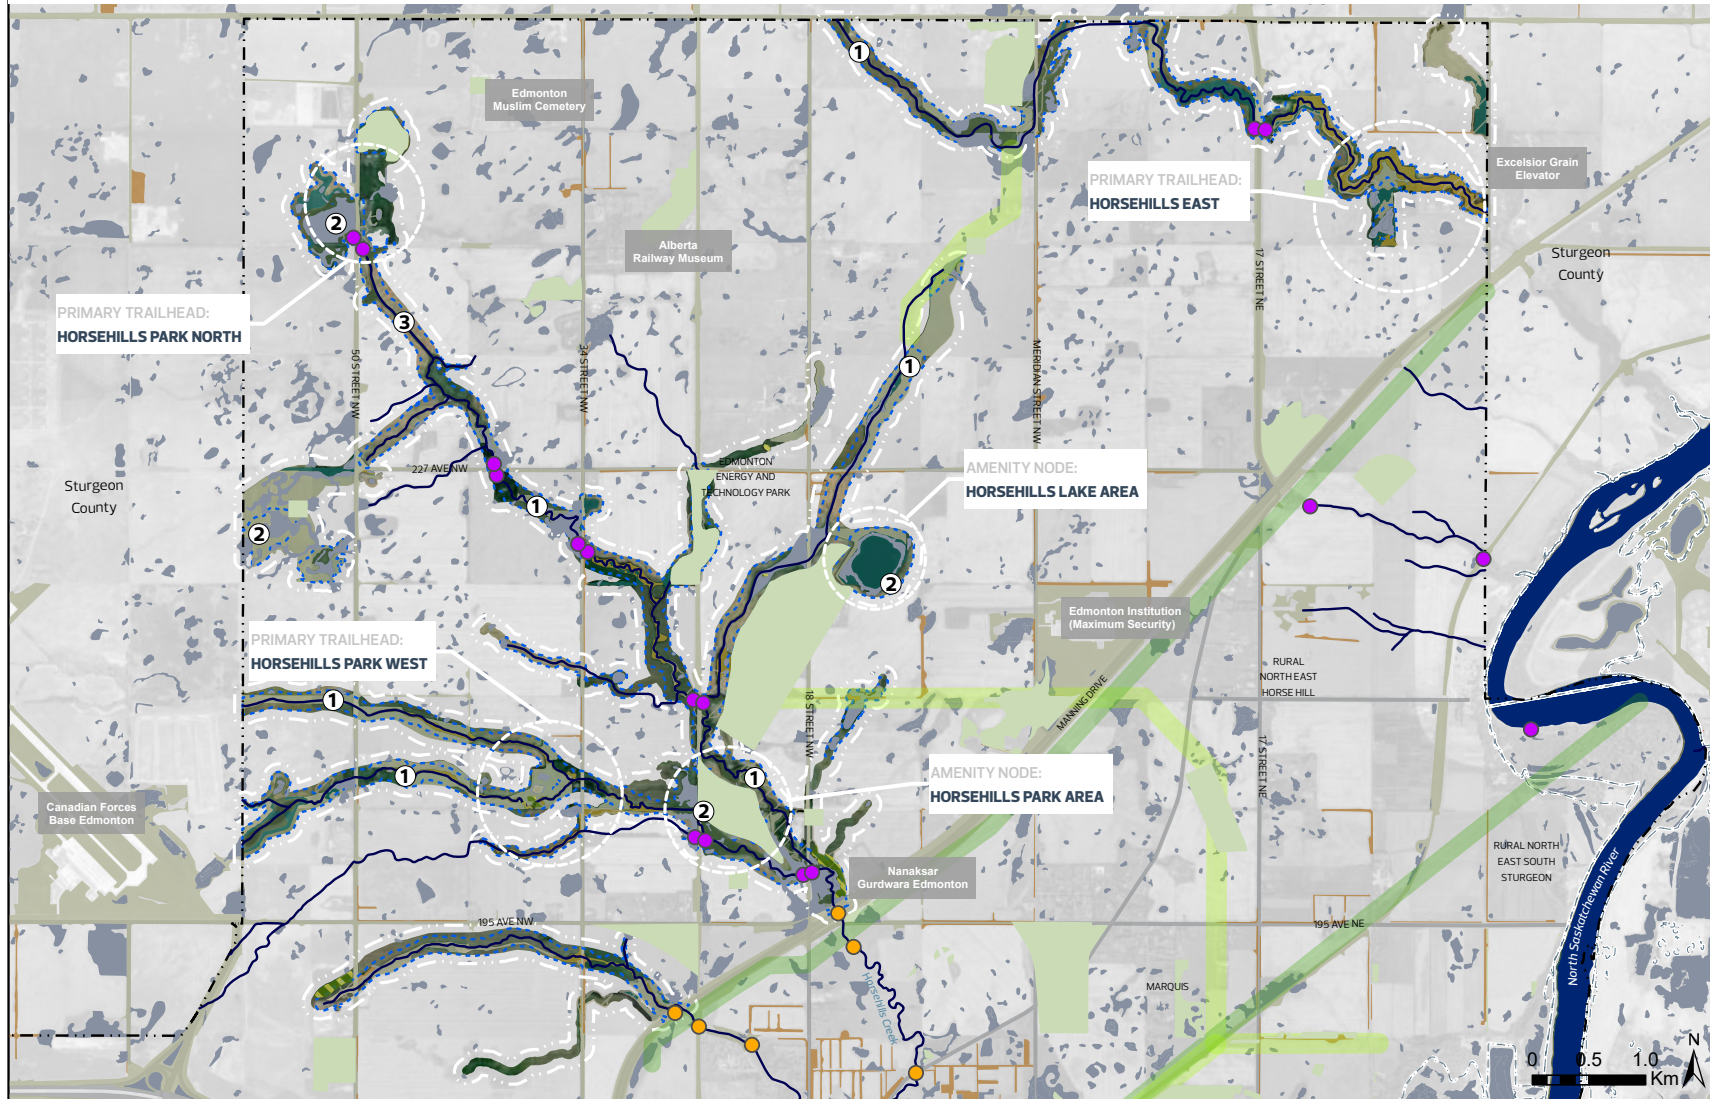 1
Edmonton
Muslim Cemetery
Excelsior Grain
Elevator
PRIMARY TRAILHEAD:
HORSEHILLS EAST
2
Alberta
Railway Museum
Sturgeon
County
17 STREET NE
PRIMARY TRAILHEAD:
HORSEHILLS PARK NORTH
3
50 STREET NW
34 STREET NW
MERIDIAN STREET NW
1
227 AVE NW
EDMONTON
ENERGY AND
TECHNOLOGY PARK
AMENITY NODE:
HORSEHILLS LAKE AREA
Sturgeon
County
1
2
2
Edmonton Institution
(Maximum Security)
PRIMARY TRAILHEAD:
HORSEHILLS PARK WEST
RURAL
NORTH EAST
HORSE HILL
MANNING DRIVE
1
18 STREET NW
17 STREET NE
1
1
AMENITY NODE:
HORSEHILLS PARK AREA
2
Canadian Forces
Base Edmonton
RURAL NORTH
EAST SOUTH
STURGEON
Nanaksar
Gurdwara Edmonton
195 AVE NW
195 AVE NE
North Saskatchewan River
MARQUIS
Horsehills Creek
N
0 0.5 1.0
Km